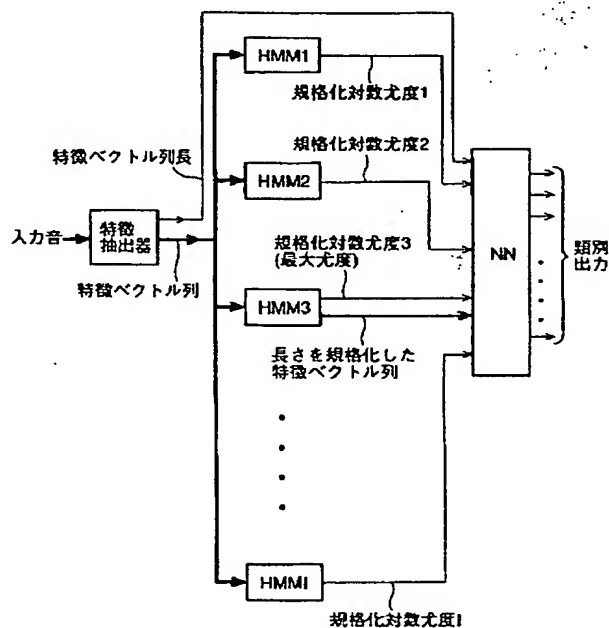 HMM1
規格化対数尤度1
特徴ベクトル列長
規格化対数尤度2
HMM2
入力音
特徴
抽出器
特徴ベクトル列
規格化対数尤度3
(最大尤度)
HMM3
長さを規格化した
特徴ベクトル列
NN
類別
出力
HMMI
規格化対数尤度I